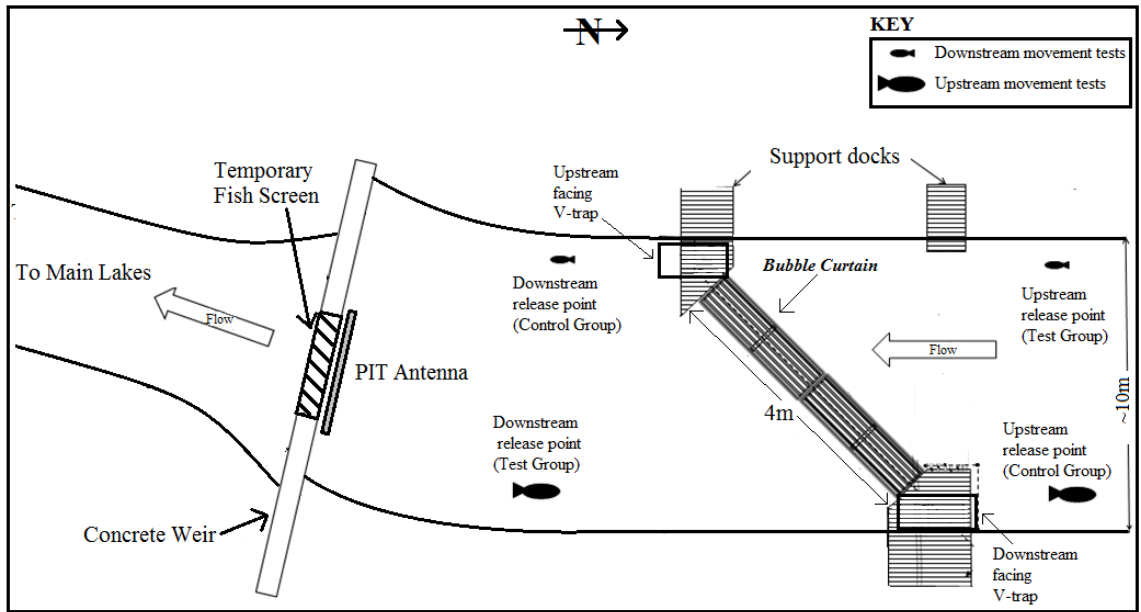 N
KEY
Downstream movement tests
Upstream movement tests
Temporary
Fish Screen
Upstream
facing
V-trap
Support docks
To Main Lakes
Flow
Downstream
release point
(Control Group)
Bubble Curtain
Upstream
release point
(Test Group)
Flow
PIT Antenna
4m
~10m
Downstream
release point
(Test Group)
Upstream
release point
(Control Group)
Concrete Weir
Downstream
facing
V-trap